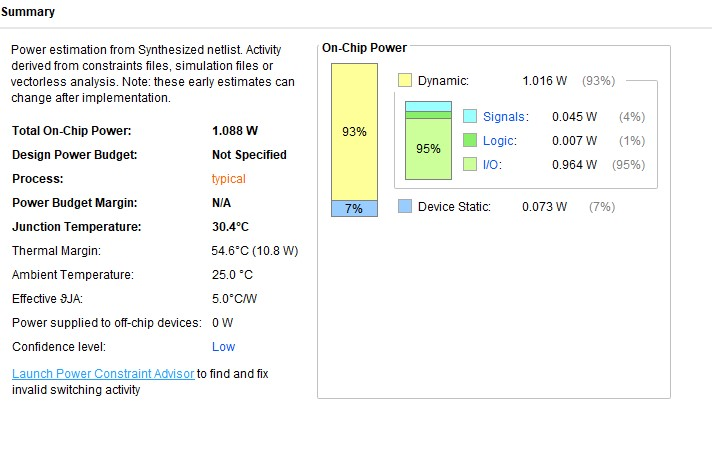 Summary
Power estimation from Synthesized netlist. Activity
derived from constraints files, simulation files or
vectorless analysis. Note: these early estimates can
change after implementation.
Total On-Chip Power: 1.088 W
Design Power Budget: Not Specified
Process: typical
Power Budget Margin: N/A
Junction Temperature: 30.4°C
Thermal Margin: 54.6°C (10.8 W)
Ambient Temperature: 25.0 °C
Effective ϑJA: 5.0°C/W
Power supplied to off-chip devices: 0 W
Confidence level: Low
Launch Power Constraint Advisor to find and fix
invalid switching activity
On-Chip Power
Dynamic: 1.016 W (93%)
93%
Signals: 0.045 W (4%)
Logic: 0.007 W (1%)
95%
I/O: 0.964 W (95%)
7%
Device Static: 0.073 W (7%)